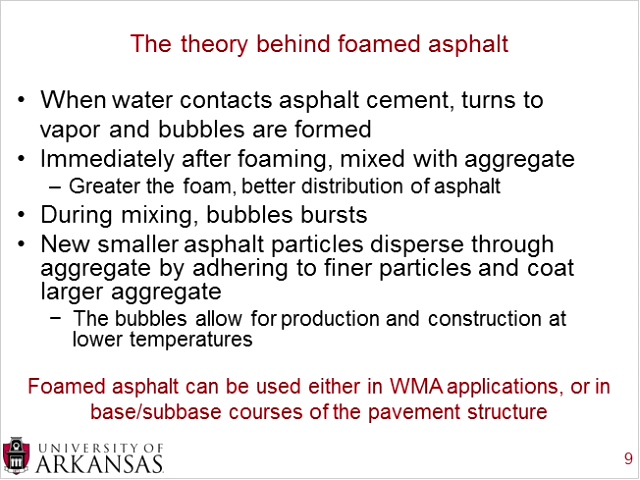 The theory behind foamed asphalt
• When water contacts asphalt cement, turns to
vapor and bubbles are formed
• Immediately after foaming, mixed with aggregate
– Greater the foam, better distribution of asphalt
• During mixing, bubbles bursts
• New smaller asphalt particles disperse through
aggregate by adhering to finer particles and coat
larger aggregate
– The bubbles allow for production and construction at
lower temperatures
Foamed asphalt can be used either in WMA applications, or in
base/subbase courses of the pavement structure
UNIVERSITY OF
ARKANSAS
9